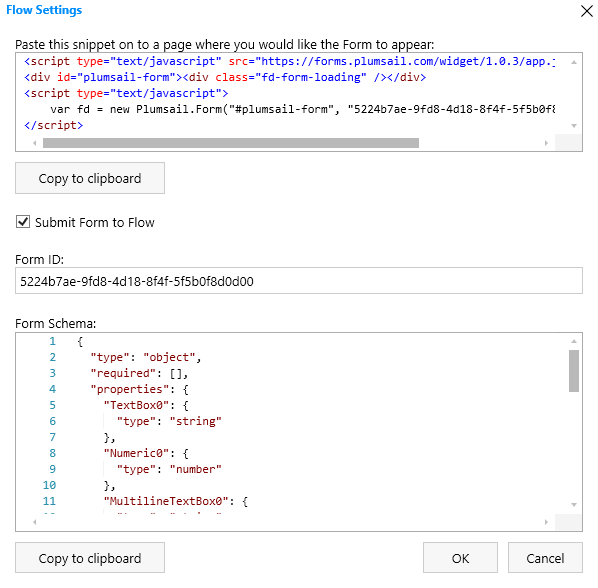 Flow Settings
Paste this snippet on to a page where you would like the Form to appear:
<script type="text/javascript" src="https://forms.plumsail.com/widget/1.0.3/app.j
<div id="plumsail-form"><div class="fd-form-loading" /></div>
<script type="text/javascript">
    var fd = new Plumsail.Form("#plumsail-form", "5224b7ae-9fd8-4d18-8f4f-5f5b0f8
</script>
Copy to clipboard
Submit Form to Flow
Form ID:
5224b7ae-9fd8-4d18-8f4f-5f5b0f8d0d00
Form Schema:
1 {
2   "type": "object",
3   "required": [],
4   "properties": {
5     "TextBox0": {
6       "type": "string"
7     },
8     "Numeric0": {
9       "type": "number"
10     },
11     "MultilineTextBox0": {
Copy to clipboard
OK
Cancel